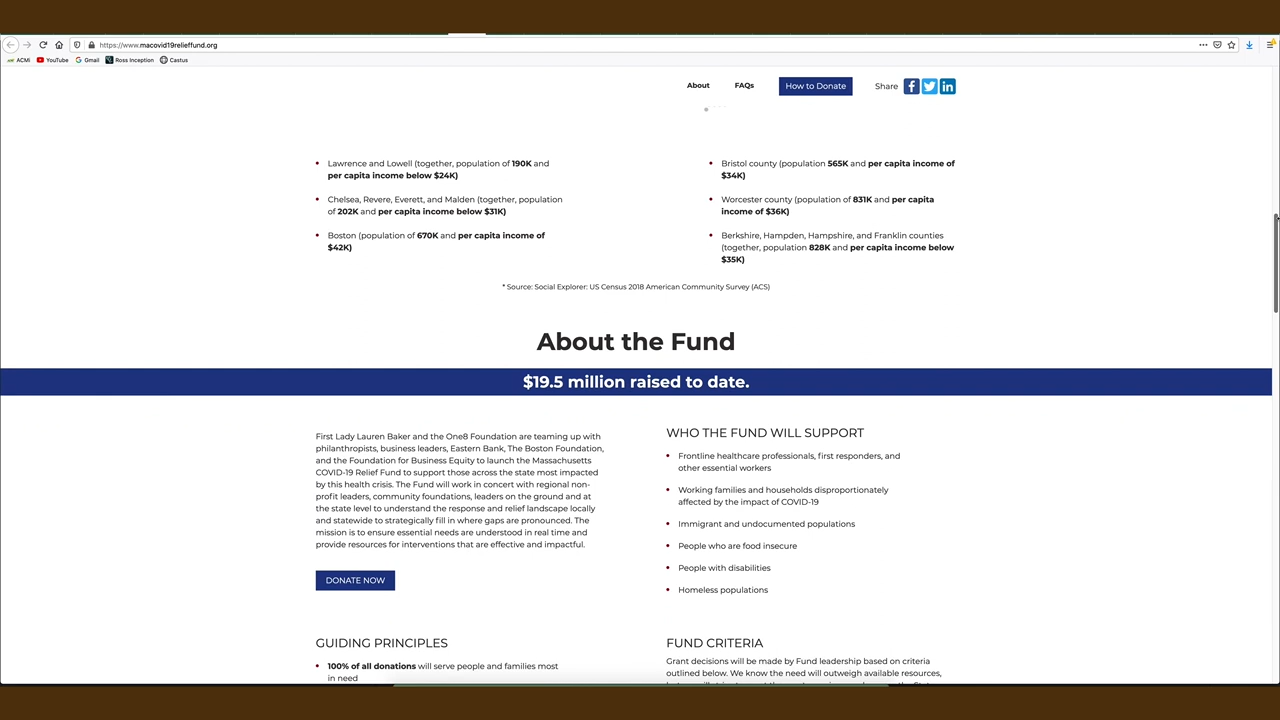 https://www.macovid19relieffund.org
ACMi YouTube Gmail Ross Inception Castus
About FAQs How to Donate Share
Lawrence and Lowell (together, population of 190K and
per capita income below $24K)
Chelsea, Revere, Everett, and Malden (together, population
of 202K and per capita income below $31K)
Boston (population of 670K and per capita income of
$42K)
Bristol county (population 565K and per capita income of
$34K)
Worcester county (population of 831K and per capita
income of $36K)
Berkshire, Hampden, Hampshire, and Franklin counties
(together, population 828K and per capita income below
$35K)
* Source: Social Explorer: US Census 2018 American Community Survey (ACS)
About the Fund
$19.5 million raised to date.
First Lady Lauren Baker and the One8 Foundation are teaming up with
philanthropists, business leaders, Eastern Bank, The Boston Foundation,
and the Foundation for Business Equity to launch the Massachusetts
COVID-19 Relief Fund to support those across the state most impacted
by this health crisis. The Fund will work in concert with regional non-
profit leaders, community foundations, leaders on the ground and at
the state level to understand the response and relief landscape locally
and statewide to strategically fill in where gaps are pronounced. The
mission is to ensure essential needs are understood in real time and
provide resources for interventions that are effective and impactful.
DONATE NOW
WHO THE FUND WILL SUPPORT
Frontline healthcare professionals, first responders, and
other essential workers
Working families and households disproportionately
affected by the impact of COVID-19
Immigrant and undocumented populations
People who are food insecure
People with disabilities
Homeless populations
GUIDING PRINCIPLES
100% of all donations will serve people and families most
in need
FUND CRITERIA
Grant decisions will be made by Fund leadership based on criteria
outlined below. We know the need will outweigh available resources,